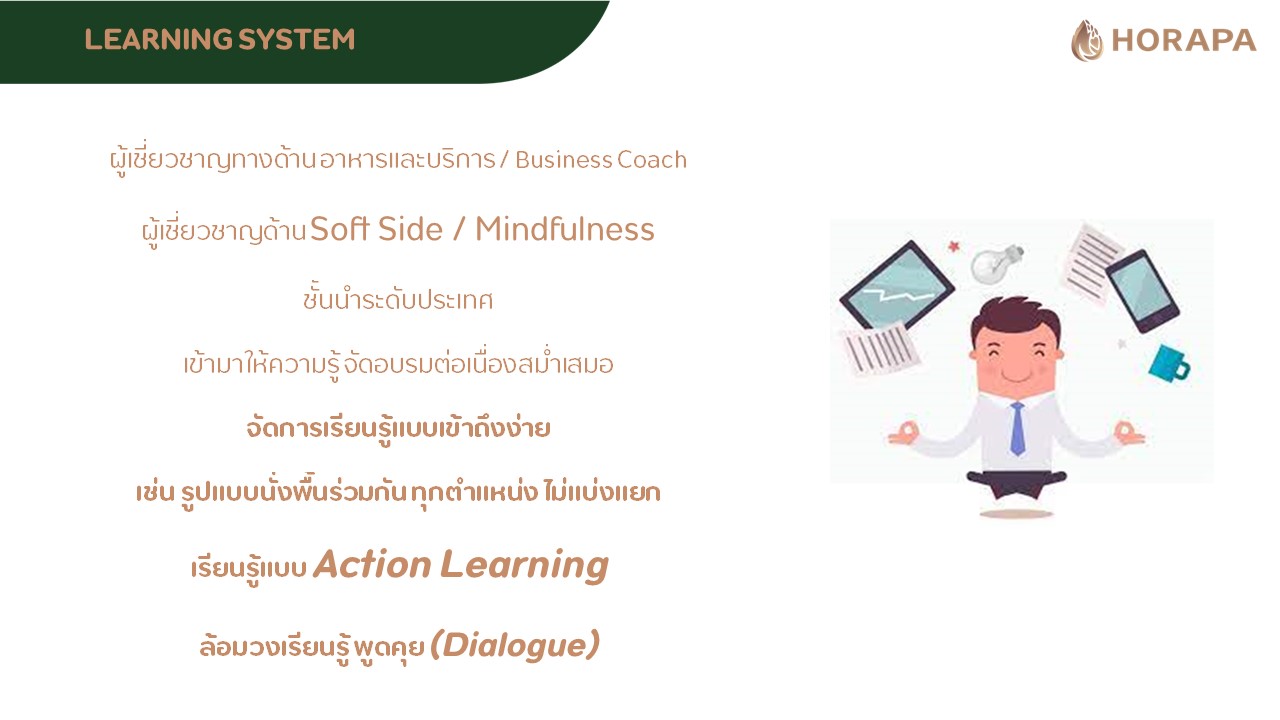 LEARNING SYSTEM
HORAPA
ผู้เชี่ยวชาญทางด้านอาหารและบริการ / Business Coach
ผู้เชี่ยวชาญด้าน Soft Side / Mindfulness
ชั้นนำระดับประเทศ
เข้ามาให้ความรู้ จัดอบรมต่อเนื่องสม่ำเสมอ
จัดการเรียนรู้แบบเข้าถึงง่าย
เช่น รูปแบบนั่งพื้นร่วมกัน ทุกตำแหน่ง ไม่แบ่งแยก
เรียนรู้แบบ Action Learning
ล้อมวงเรียนรู้ พูดคุย (Dialogue)